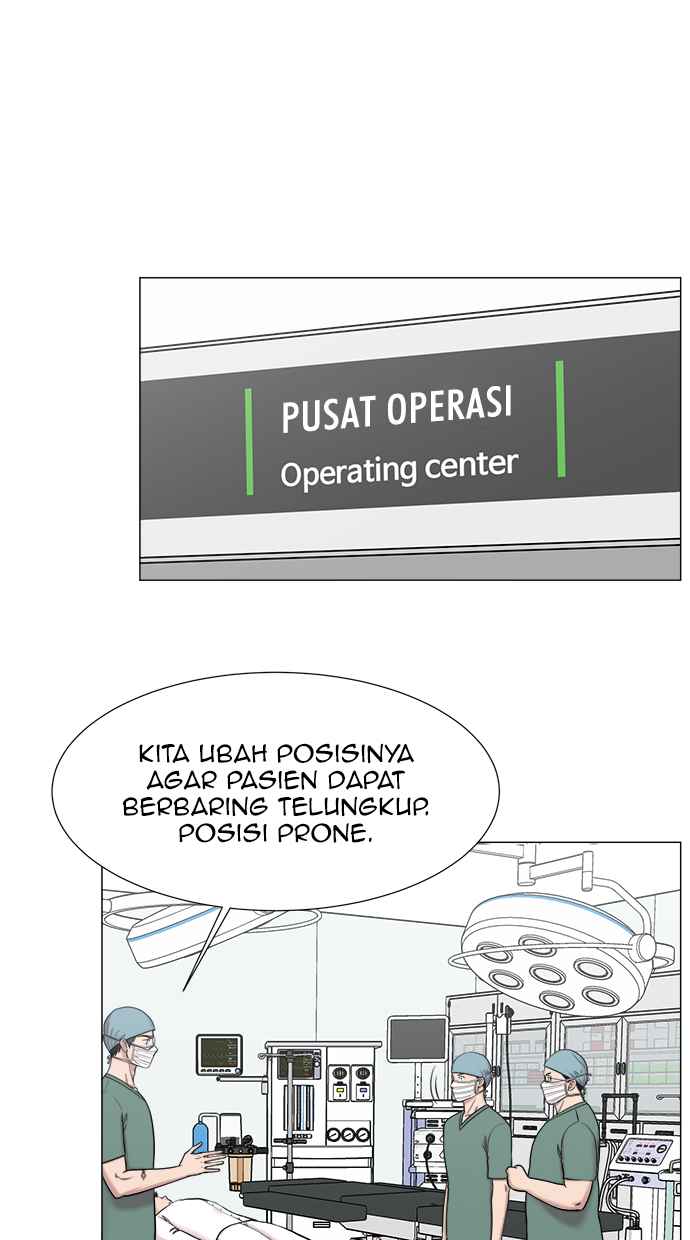 PUSAT OPERASI
Operating center
KITA UBAH POSISINYA
AGAR PASIEN DAPAT
BERBARING TELUNGKUP.
POSISI PRONE.